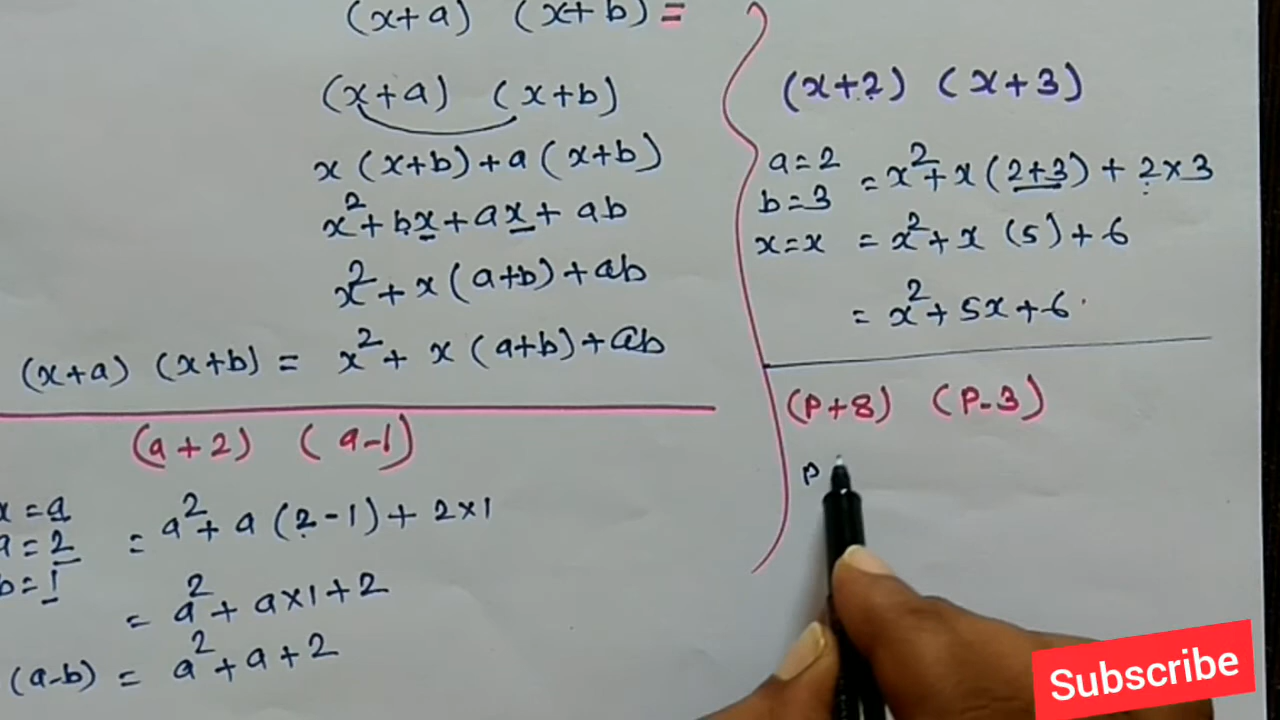 (x+a) (x+b) =
(x+a) (x+b)
x (x+b) + a (x+b)
x² + bx + ax + ab
x² + x (a+b) + ab
(x+a) (x+b) = x² + x (a+b) + ab
(a+2) (a-1)
x = a
a = 2
b = 1
= a² + a (2-1) + 2×1
= a² + a×1+2
(a-b) = a² + a + 2
(x+2) (x+3)
a=2
b=3
x=x
= x² + x (2+3) + 2×3
= x² + x (5) + 6
= x² + 5x + 6.
(P+8) (P-3)
P
Subscribe